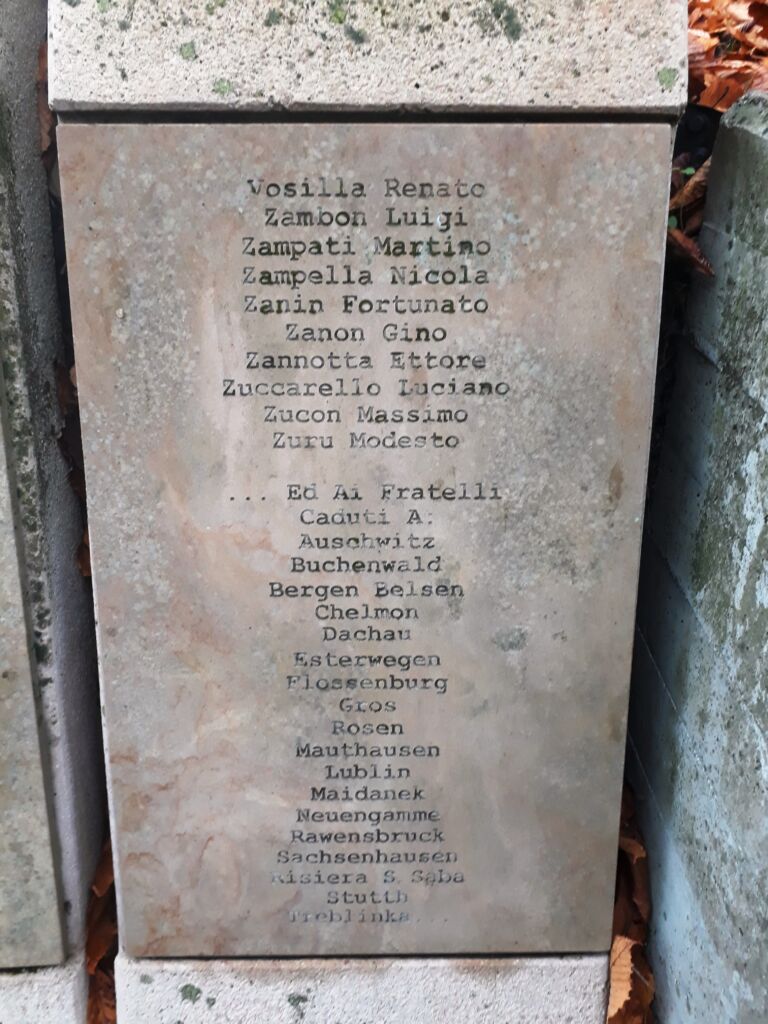 Vosilla Renato
Zambon Luigi
Zampati Martino
Zampella Nicola
Zanin Fortunato
Zanon Gino
Zannotta Ettore
Zuccarello Luciano
Zucon Massimo
Zuru Modesto
... Ed Ai Fratelli
Caduti A:
Auschwitz
Buchenwald
Bergen Belsen
Chelmon
Dachau
Esterwegen
Flossenburg
Gros
Rosen
Mauthausen
Lublin
Maidanek
Neuengamme
Rawensbruck
Sachsenhausen
Risiera S Saba
Stutth
Treblinka...